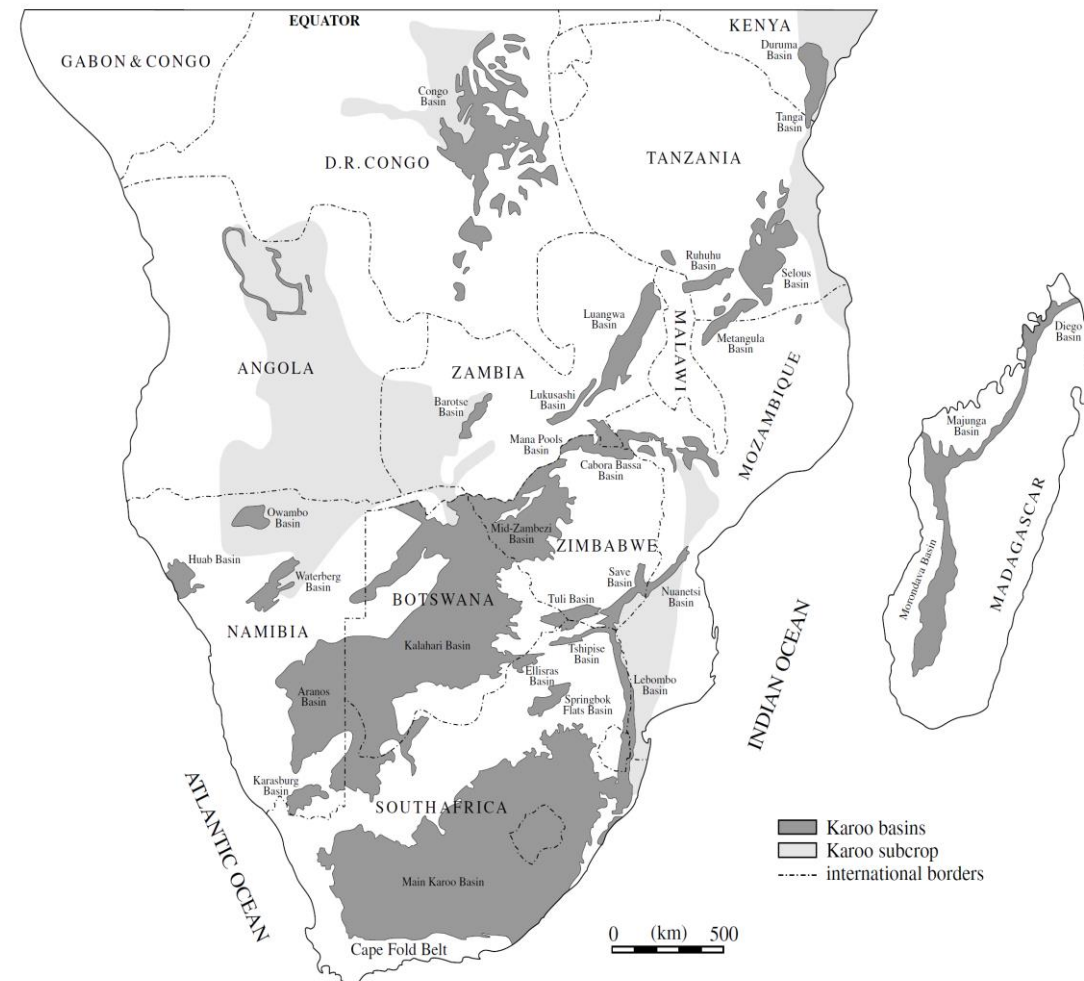 EQUATOR
KENYA
GABON & CONGO
Duruma
Basin
Congo
Basin
Tanga
Basin
D.R. CONGO
TANZANIA
Ruhuhu
Basin
Selous
Basin
Luangwa
Basin
MALAWI
Metangula
Basin
Diego
Basin
ANGOLA
ZAMBIA
Lukusashi
Basin
Barotse
Basin
MOZAMBIQUE
Majunga
Basin
Mana Pools
Basin
Cabora Bassa
Basin
Owambo
Basin
Mid-Zambezi
Basin
ZIMBABWE
Huab Basin
Waterberg
Basin
Save
Basin
Nuanetsi
Basin
Morondava Basin
MADAGASCAR
BOTSWANA
Tuli Basin
NAMIBIA
Kalahari Basin
Tshipise
Basin
Ellisras
Basin
Lebombo
Basin
Aranos
Basin
Springbok
Flats Basin
INDIAN OCEAN
Karasburg
Basin
SOUTH AFRICA
ATLANTIC OCEAN
Main Karoo Basin
Cape Fold Belt
Karoo basins
Karoo subcrop
international borders
0 (km) 500